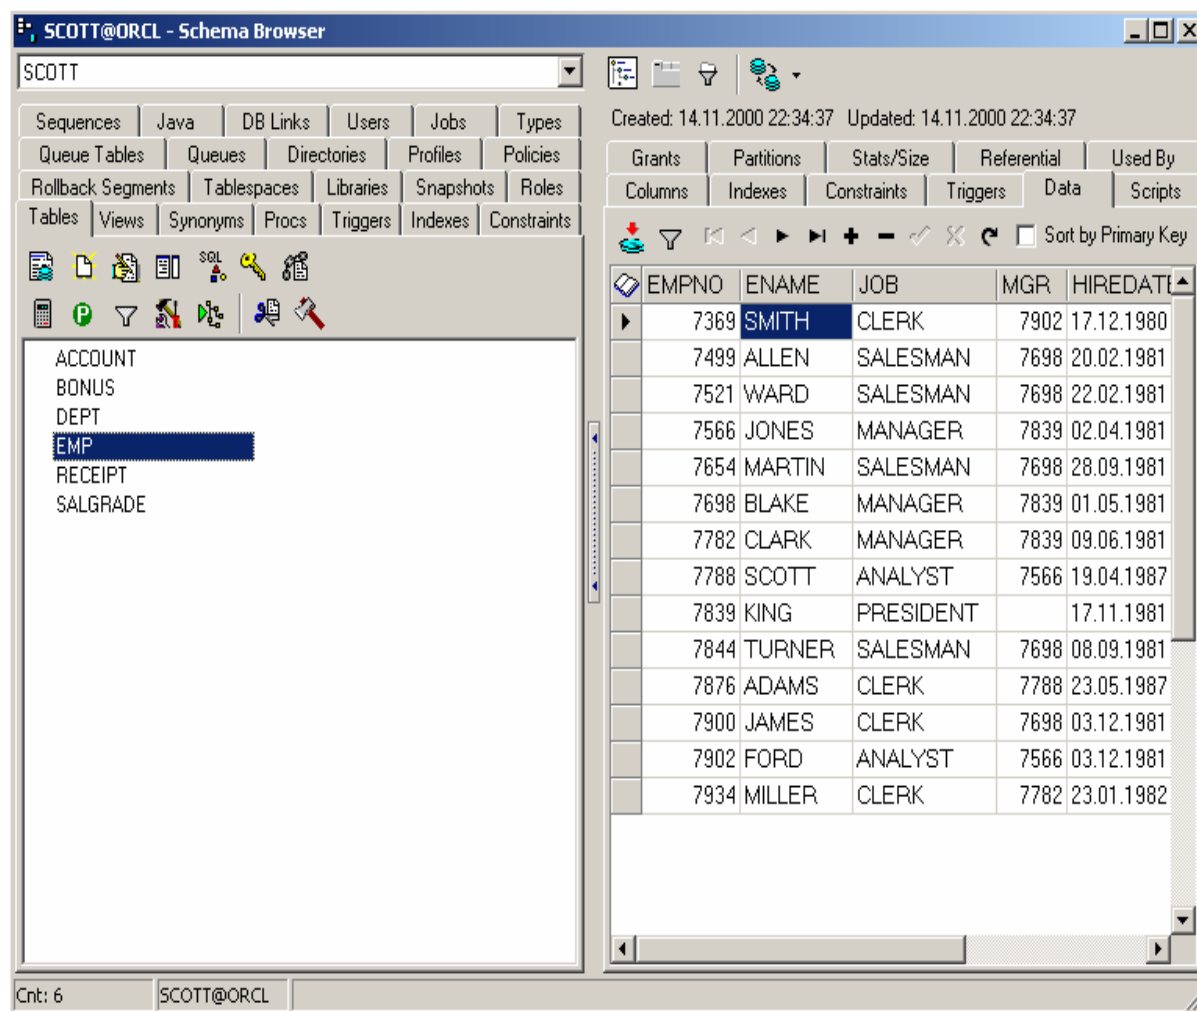 SCOTT@ORCL - Schema Browser
SCOTT
Sequences Java DB Links Users Jobs Types
Queue Tables Queues Directories Profiles Policies
Rollback Segments Tablespaces Libraries Snapshots Roles
Tables Views Synonyms Procs Triggers Indexes Constraints
SQL
P
ACCOUNT
BONUS
DEPT
EMP
RECEIPT
SALGRADE
Created: 14.11.2000 22:34:37 Updated: 14.11.2000 22:34:37
Grants Partitions Stats/Size Referential Used By
Columns Indexes Constraints Triggers Data Scripts
Sort by Primary Key
EMPNO ENAME JOB MGR HIREDATE
7369 SMITH CLERK 7902 17.12.1980
7499 ALLEN SALESMAN 7698 20.02.1981
7521 WARD SALESMAN 7698 22.02.1981
7566 JONES MANAGER 7839 02.04.1981
7654 MARTIN SALESMAN 7698 28.09.1981
7698 BLAKE MANAGER 7839 01.05.1981
7782 CLARK MANAGER 7839 09.06.1981
7788 SCOTT ANALYST 7566 19.04.1987
7839 KING PRESIDENT 17.11.1981
7844 TURNER SALESMAN 7698 08.09.1981
7876 ADAMS CLERK 7788 23.05.1987
7900 JAMES CLERK 7698 03.12.1981
7902 FORD ANALYST 7566 03.12.1981
7934 MILLER CLERK 7782 23.01.1982
Cnt: 6 SCOTT@ORCL